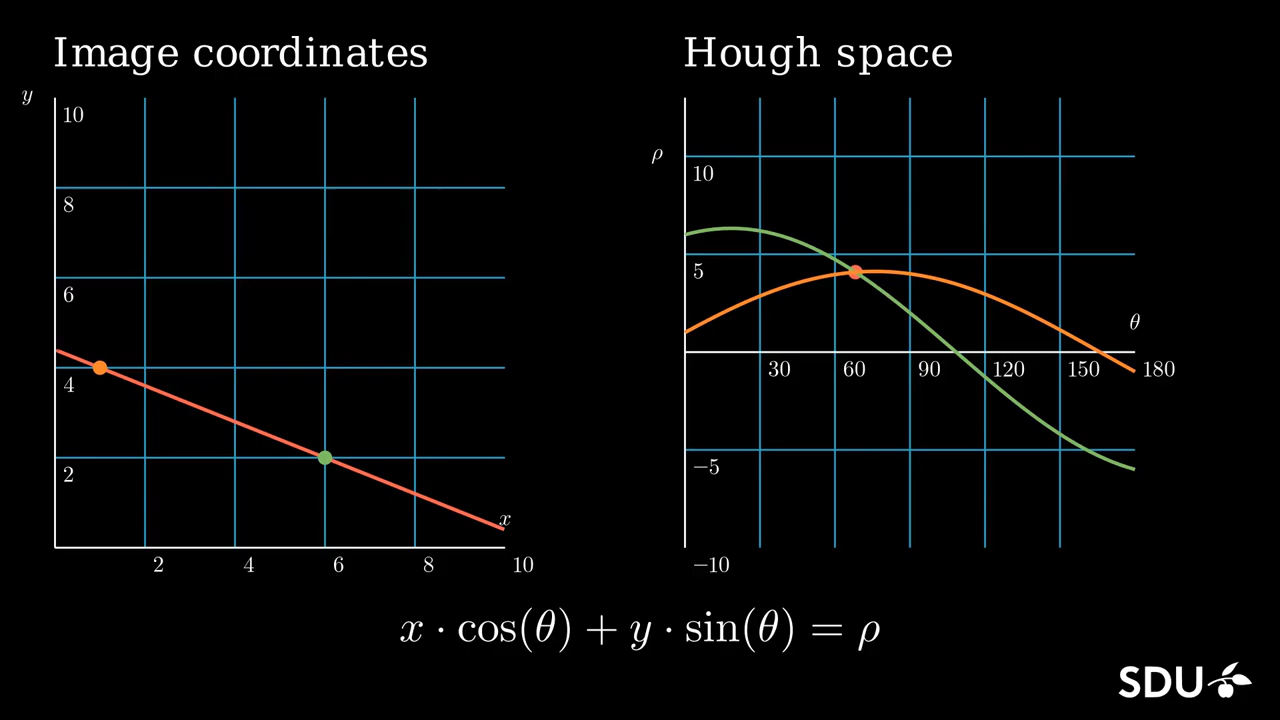 Image coordinates
y
10
8
6
4
2
x
2 4 6 8 10
Hough space
ρ
10
5
θ
30 60 90 120 150 180
−5
−10
x · cos(θ) + y · sin(θ) = ρ
SDU